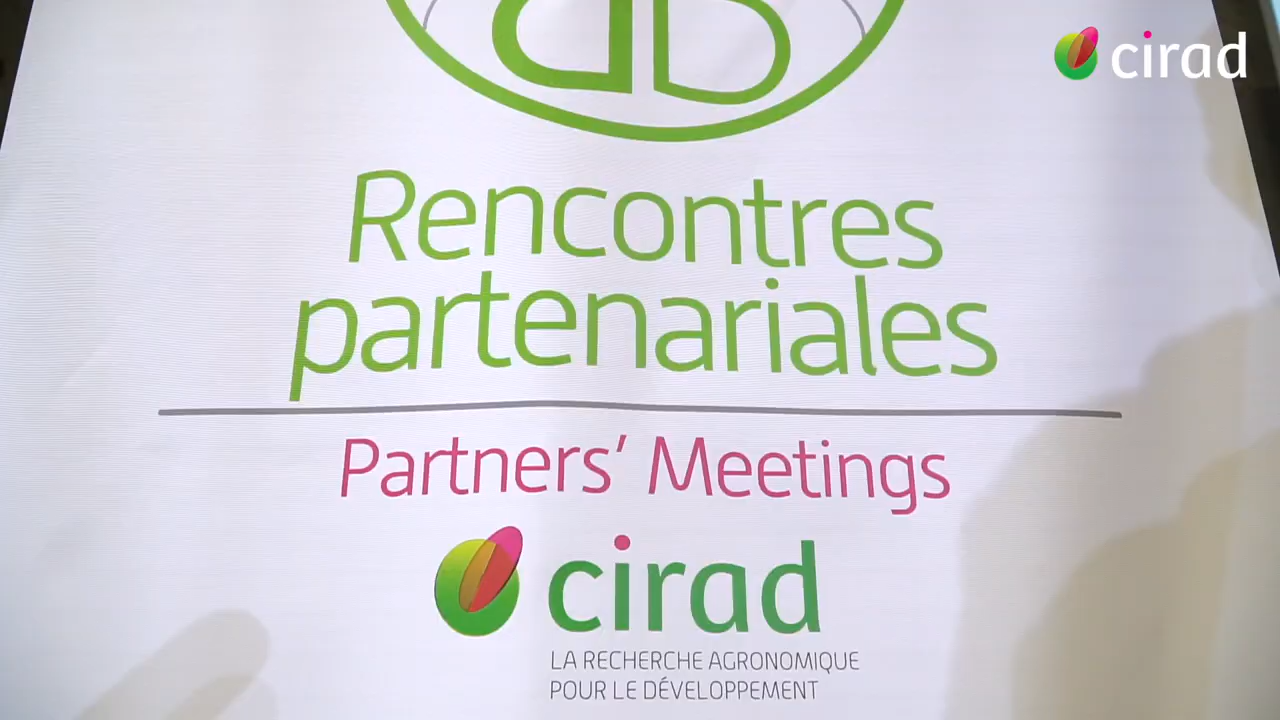 cirad
Rencontres
partenariales
Partners’ Meetings
cirad
LA RECHERCHE AGRONOMIQUE
POUR LE DÉVELOPPEMENT